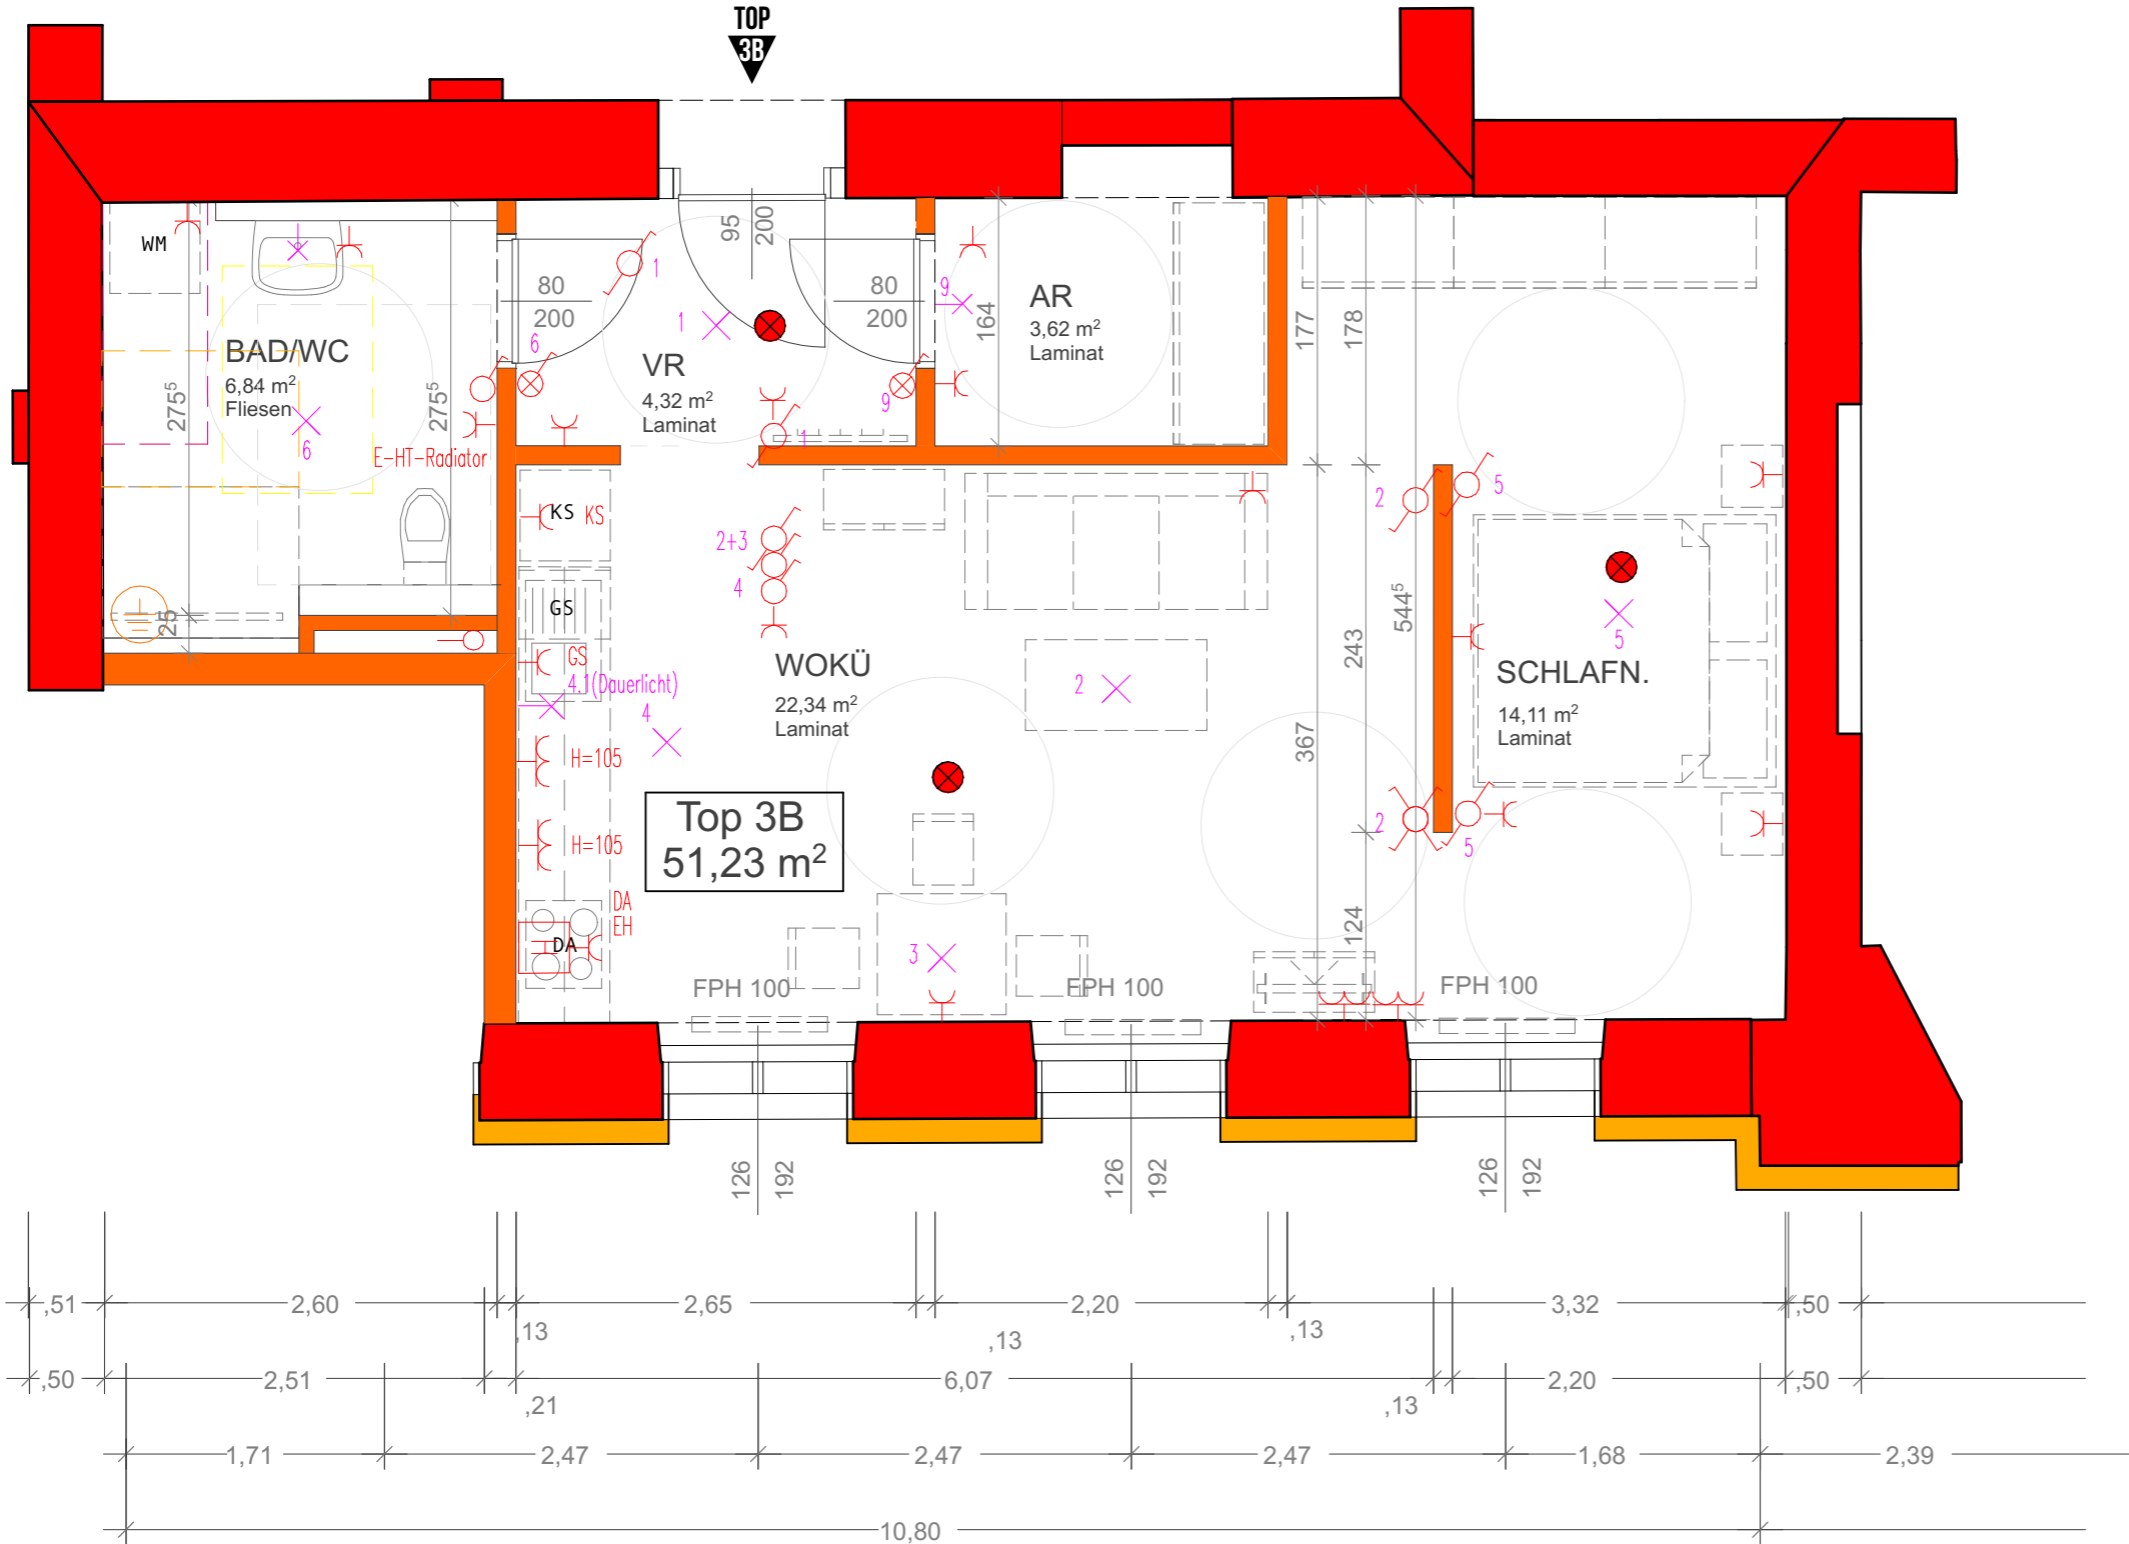 TOP
3B
WM
BAD/WC
6,84 m²
Fliesen
275⁵
275⁵
25
6
E-HT-Radiator
80
200
6
1
1
95
200
VR
4,32 m²
Laminat
1
80
200
9
9
164
AR
3,62 m²
Laminat
177
178
544⁵
243
367
124
KS
KS
GS
GS
4.1(Dauerlicht)
4
H=105
H=105
DA
EH
DA
2+3
4
WOKÜ
22,34 m²
Laminat
2
Top 3B
51,23 m²
3
2
5
2
5
5
SCHLAFN.
14,11 m²
Laminat
FPH 100
FPH 100
FPH 100
126
192
126
192
126
192
,51
2,60
,13
2,65
,13
2,20
,13
3,32
,50
,50
2,51
,21
6,07
,13
2,20
,50
1,71
2,47
2,47
2,47
1,68
2,39
10,80